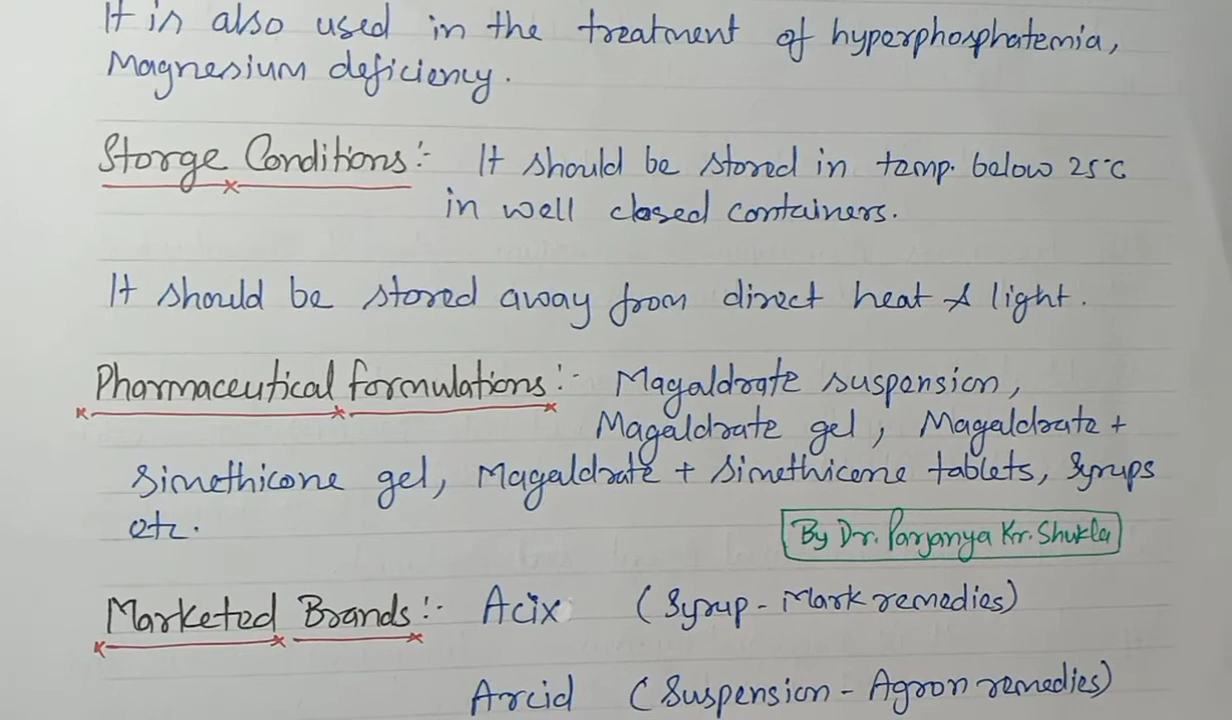 It is also used in the treatment of hyperphosphatemia,
Magnesium deficiency.
Storge Conditions:- It should be stored in temp. below 25°C
in well closed containers.
It should be stored away from direct heat & light.
Pharmaceutical formulations:- Magaldrate suspension,
Magaldrate gel, Magaldrate +
Simethicone gel, Magaldrate + Simethicone tablets, Syrups
etc.
By Dr. Parjanya Kr. Shukla
Marketed Brands:- Acix (Syrup - Mark remedies)
Arcid (Suspension - Agron remedies)